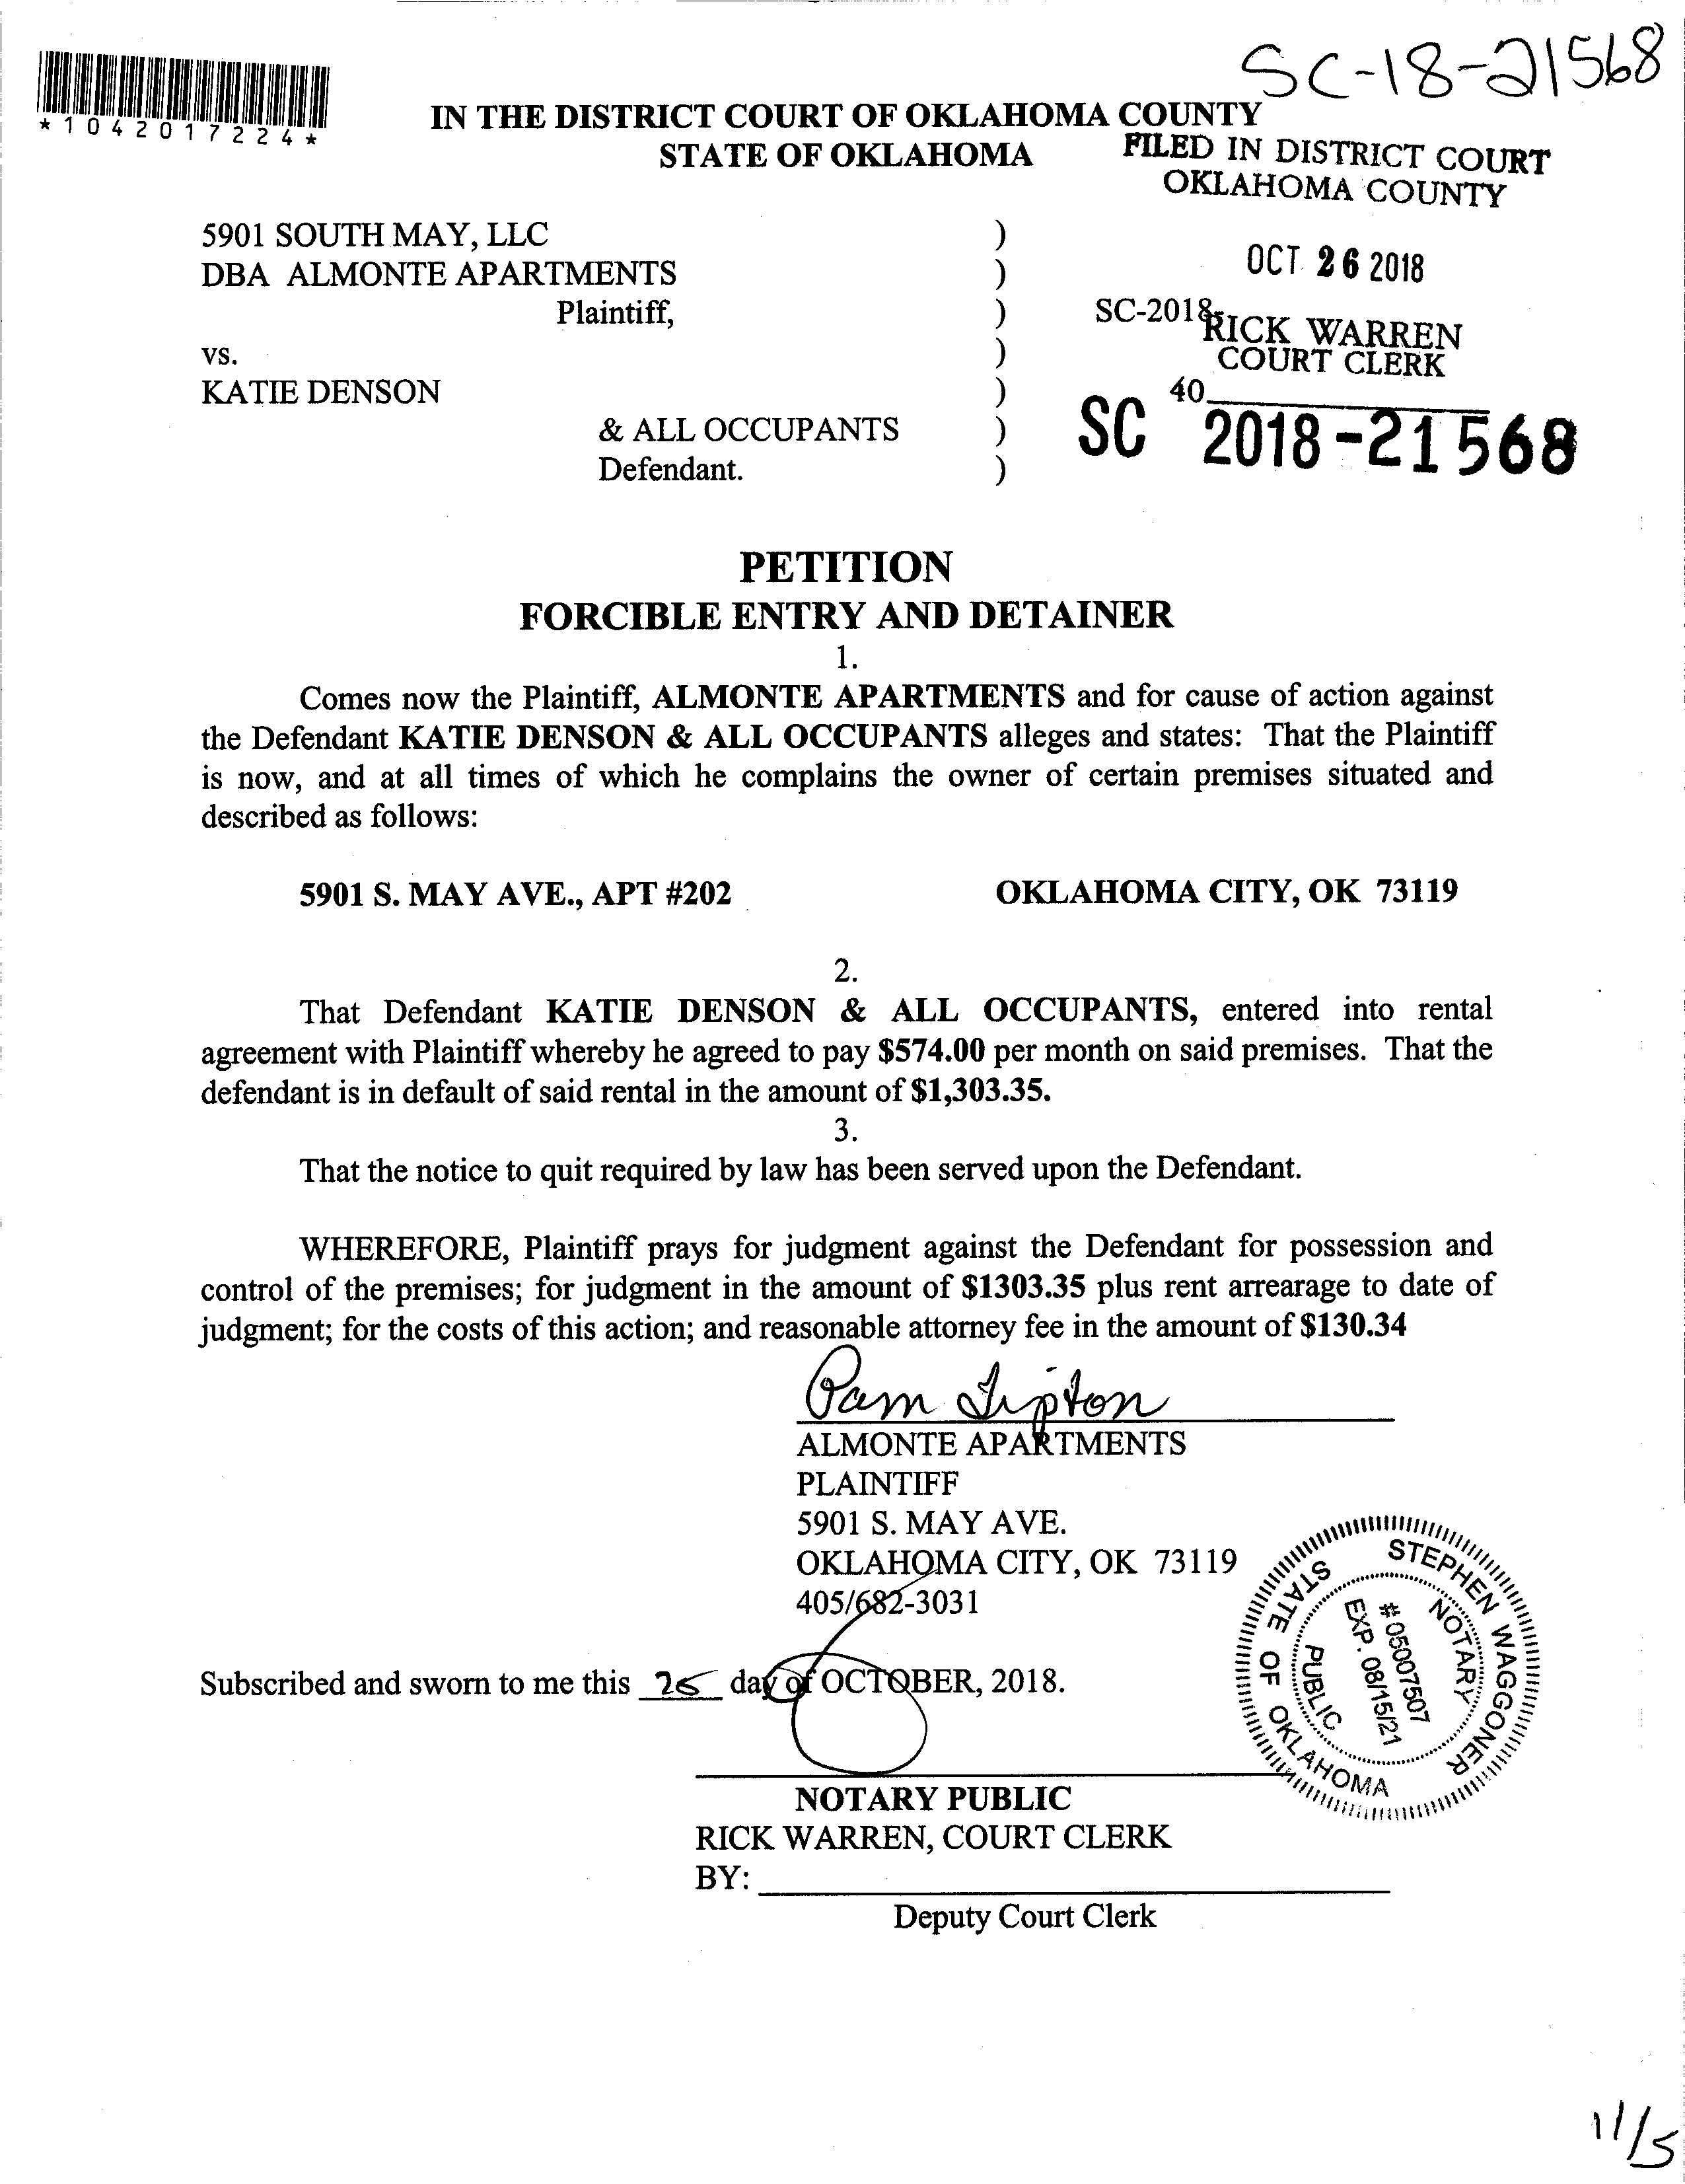 SC-18-21568
*1042017224*
IN THE DISTRICT COURT OF OKLAHOMA COUNTY
STATE OF OKLAHOMA
FILED IN DISTRICT COURT
OKLAHOMA COUNTY
5901 SOUTH MAY, LLC )
DBA ALMONTE APARTMENTS )
OCT 26 2018
Plaintiff, ) SC-2018-
RICK WARREN
COURT CLERK
vs. )
KATIE DENSON )
40
& ALL OCCUPANTS )
SC 2018-21568
Defendant. )
PETITION
FORCIBLE ENTRY AND DETAINER
1.
Comes now the Plaintiff, ALMONTE APARTMENTS and for cause of action against
the Defendant KATIE DENSON & ALL OCCUPANTS alleges and states: That the Plaintiff
is now, and at all times of which he complains the owner of certain premises situated and
described as follows:
5901 S. MAY AVE., APT #202 OKLAHOMA CITY, OK 73119
2.
That Defendant KATIE DENSON & ALL OCCUPANTS, entered into rental
agreement with Plaintiff whereby he agreed to pay $574.00 per month on said premises. That the
defendant is in default of said rental in the amount of $1,303.35.
3.
That the notice to quit required by law has been served upon the Defendant.
WHEREFORE, Plaintiff prays for judgment against the Defendant for possession and
control of the premises; for judgment in the amount of $1303.35 plus rent arrearage to date of
judgment; for the costs of this action; and reasonable attorney fee in the amount of $130.34
Pam Tipton
ALMONTE APARTMENTS
PLAINTIFF
5901 S. MAY AVE.
OKLAHOMA CITY, OK 73119
405/682-3031
STEPHEN WAGGONER
STATE OF OKLAHOMA
NOTARY
# 05007507
EXP. 08/15/21
PUBLIC
Subscribed and sworn to me this 26 day of OCTOBER, 2018.
NOTARY PUBLIC
RICK WARREN, COURT CLERK
BY:
Deputy Court Clerk
11/5